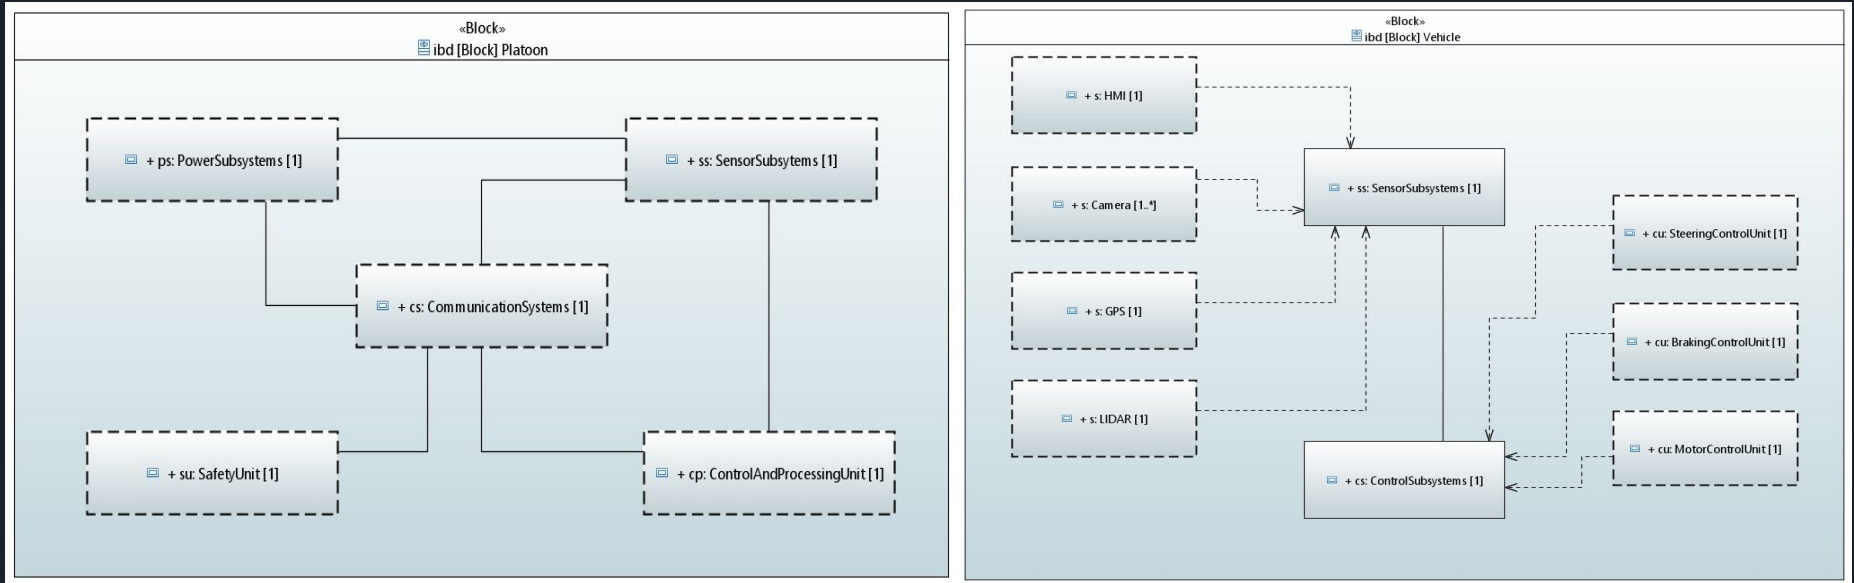 «Block»
ibd [Block] Platoon
+ ps: PowerSubsystems [1]
+ ss: SensorSubsytems [1]
+ cs: CommunicationSystems [1]
+ su: SafetyUnit [1]
+ cp: ControlAndProcessingUnit [1]
«Block»
ibd [Block] Vehicle
+ s: HMI [1]
+ s: Camera [1..*]
+ s: GPS [1]
+ s: LIDAR [1]
+ ss: SensorSubsystems [1]
+ cs: ControlSubsystems [1]
+ cu: SteeringControlUnit [1]
+ cu: BrakingControlUnit [1]
+ cu: MotorControlUnit [1]